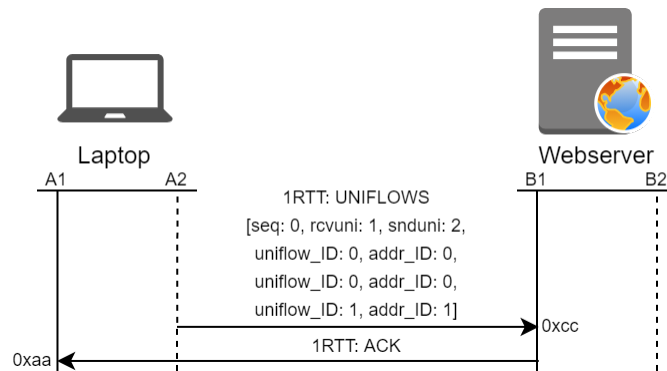 Laptop
Webserver
A1
A2
B1
B2
1RTT: UNIFLOWS
[seq: 0, rcvuni: 1, snduni: 2,
uniflow_ID: 0, addr_ID: 0,
uniflow_ID: 0, addr_ID: 0,
uniflow_ID: 1, addr_ID: 1]
0xcc
1RTT: ACK
0xaa